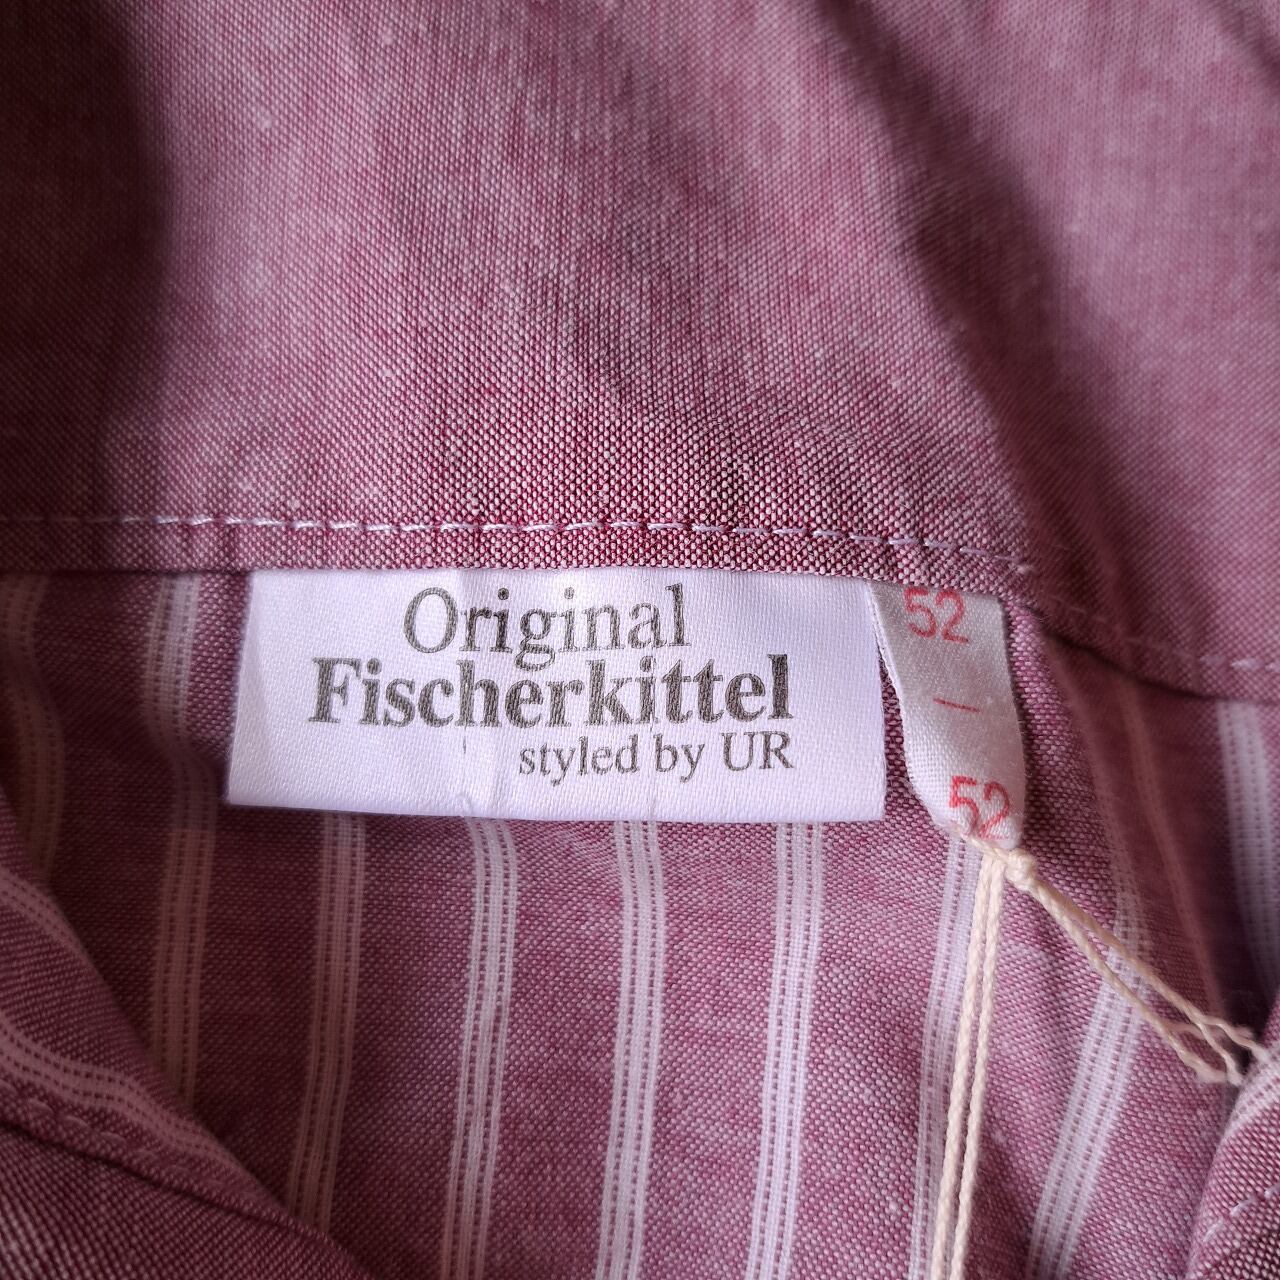 Original
Fischerkittel
styled by UR
52
52